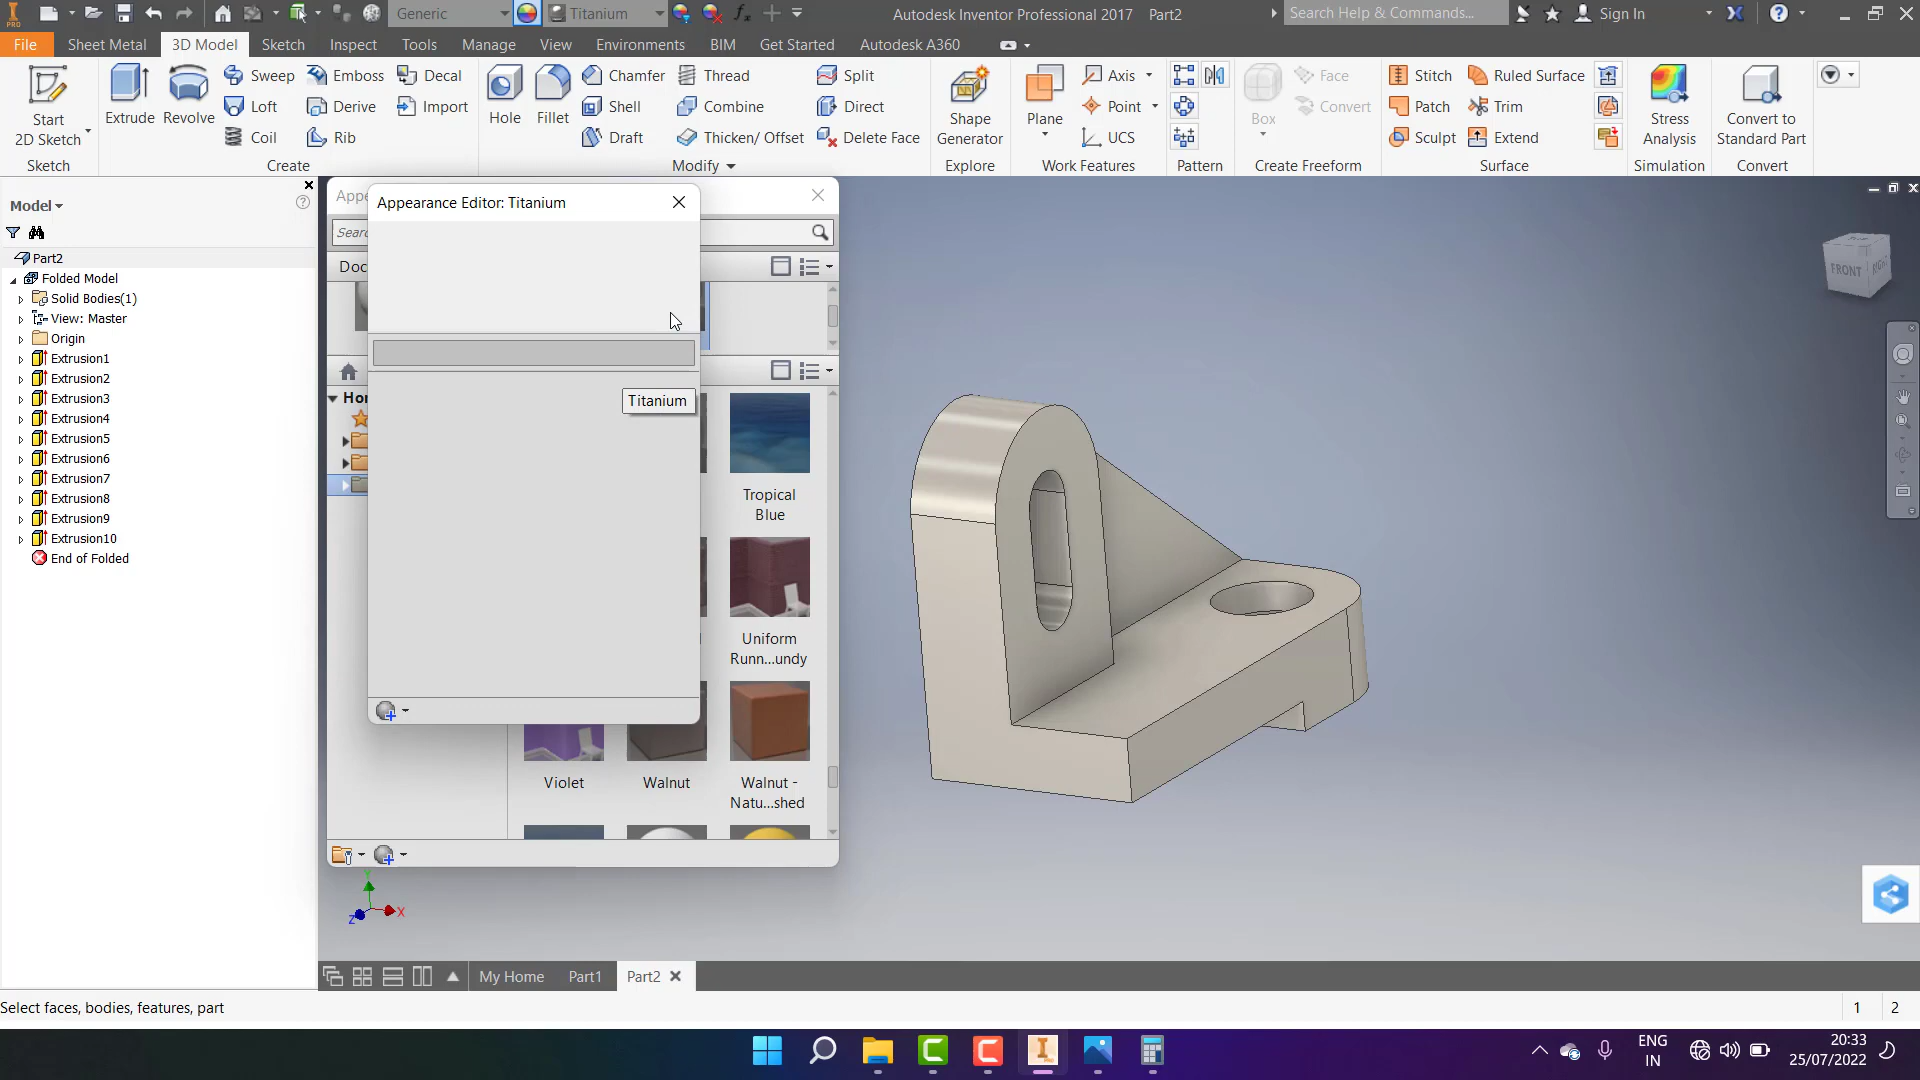 Generic
Titanium
Autodesk Inventor Professional 2017 Part2
Search Help & Commands...
Sign In
PRO
File
Sheet Metal
3D Model
Sketch
Inspect
Tools
Manage
View
Environments
BIM
Get Started
Autodesk A360
Start
2D Sketch
Extrude
Revolve
Sweep
Loft
Coil
Emboss
Derive
Rib
Decal
Import
Hole
Fillet
Chamfer
Shell
Draft
Thread
Combine
Thicken/ Offset
Split
Direct
Delete Face
Shape
Generator
Plane
Axis
Point
UCS
Box
Face
Convert
Stitch
Patch
Sculpt
Ruled Surface
Trim
Extend
Stress
Analysis
Convert to
Standard Part
Sketch
Create
Modify
Explore
Work Features
Pattern
Create Freeform
Surface
Simulation
Convert
Model
Part2
Folded Model
Solid Bodies(1)
View: Master
Origin
Extrusion1
Extrusion2
Extrusion3
Extrusion4
Extrusion5
Extrusion6
Extrusion7
Extrusion8
Extrusion9
Extrusion10
End of Folded
Appearance Editor: Titanium
Titanium
Tropical
Blue
Uniform
Runn...undy
Violet
Walnut
Walnut -
Natu...shed
FRONT
RIGHT
Y
Z
X
My Home
Part1
Part2
Select faces, bodies, features, part
1
2
ENG
IN
20:33
25/07/2022